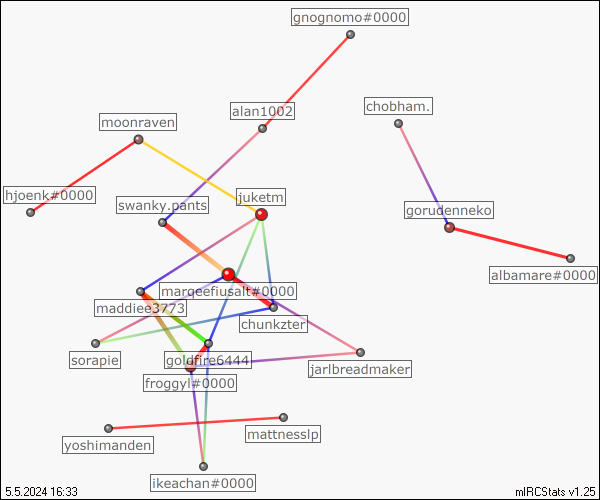 gnognomo#0000
chobham.
alan1002
moonraven
hjoenk#0000
swanky.pants
juketm
gorudenneko
albamare#0000
margeefiusalt#0000
maddiee3773
chunkzter
sorapie
goldfire6444
jarlbreadmaker
froggyl#0000
mattnesslp
yoshimanden
ikeachan#0000
5.5.2024 16:33
mIRCStats v1.25